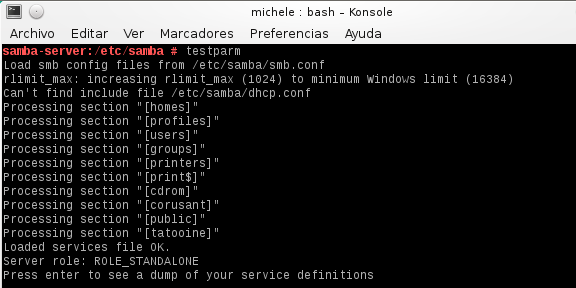 michele : bash – Konsole
Archivo Editar Ver Marcadores Preferencias Ayuda
samba-server:/etc/samba # testparm
Load smb config files from /etc/samba/smb.conf
rlimit_max: increasing rlimit_max (1024) to minimum Windows limit (16384)
Can't find include file /etc/samba/dhcp.conf
Processing section "[homes]"
Processing section "[profiles]"
Processing section "[users]"
Processing section "[groups]"
Processing section "[printers]"
Processing section "[print$]"
Processing section "[cdrom]"
Processing section "[corusant]"
Processing section "[public]"
Processing section "[tatooine]"
Loaded services file OK.
Server role: ROLE_STANDALONE
Press enter to see a dump of your service definitions